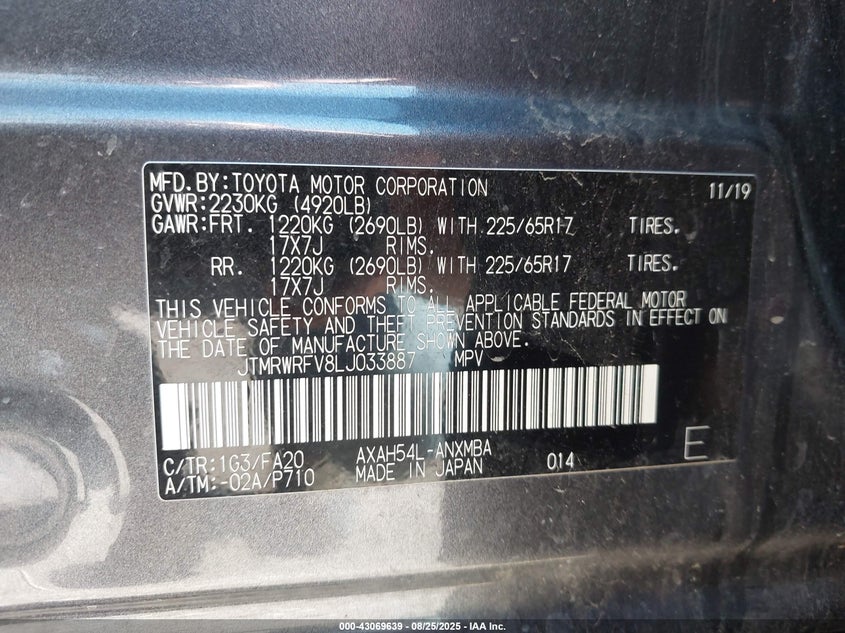 MFD.BY:TOYOTA MOTOR CORPORATION 11/19
GVWR:2230KG (4920LB)
GAWR:FRT. 1220KG (2690LB) WITH 225/65R17 TIRES.
17X7J RIMS.
RR. 1220KG (2690LB) WITH 225/65R17 TIRES.
17X7J RIMS.
THIS VEHICLE CONFORMS TO ALL APPLICABLE FEDERAL MOTOR
VEHICLE SAFETY AND THEFT PREVENTION STANDARDS IN EFFECT ON
THE DATE OF MANUFACTURE SHOWN ABOVE.
JTMRWRFV8LJ033887 MPV
C/TR:1G3/FA20 AXAH54L-ANXMBA 014 E
A/TM:-02A/P710 MADE IN JAPAN
000-43069639 - 08/25/2025 - IAA Inc.